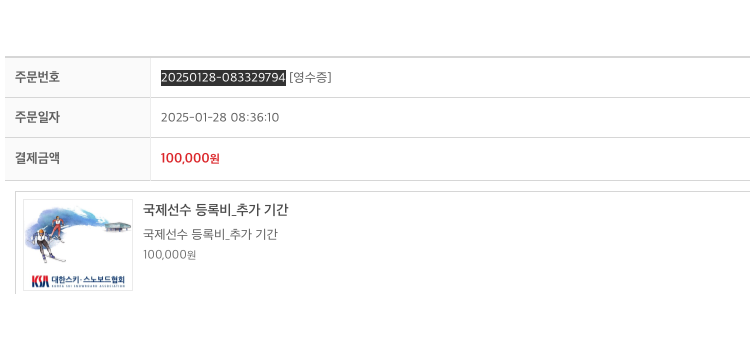 주문번호 20250128-083329794 [영수증]
주문일자 2025-01-28 08:36:10
결제금액 100,000원
국제선수 등록비_추가 기간
국제선수 등록비_추가 기간
100,000원
KSA 대한스키·스노보드협회
KOREA SKI SNOWBOARD ASSOCIATION